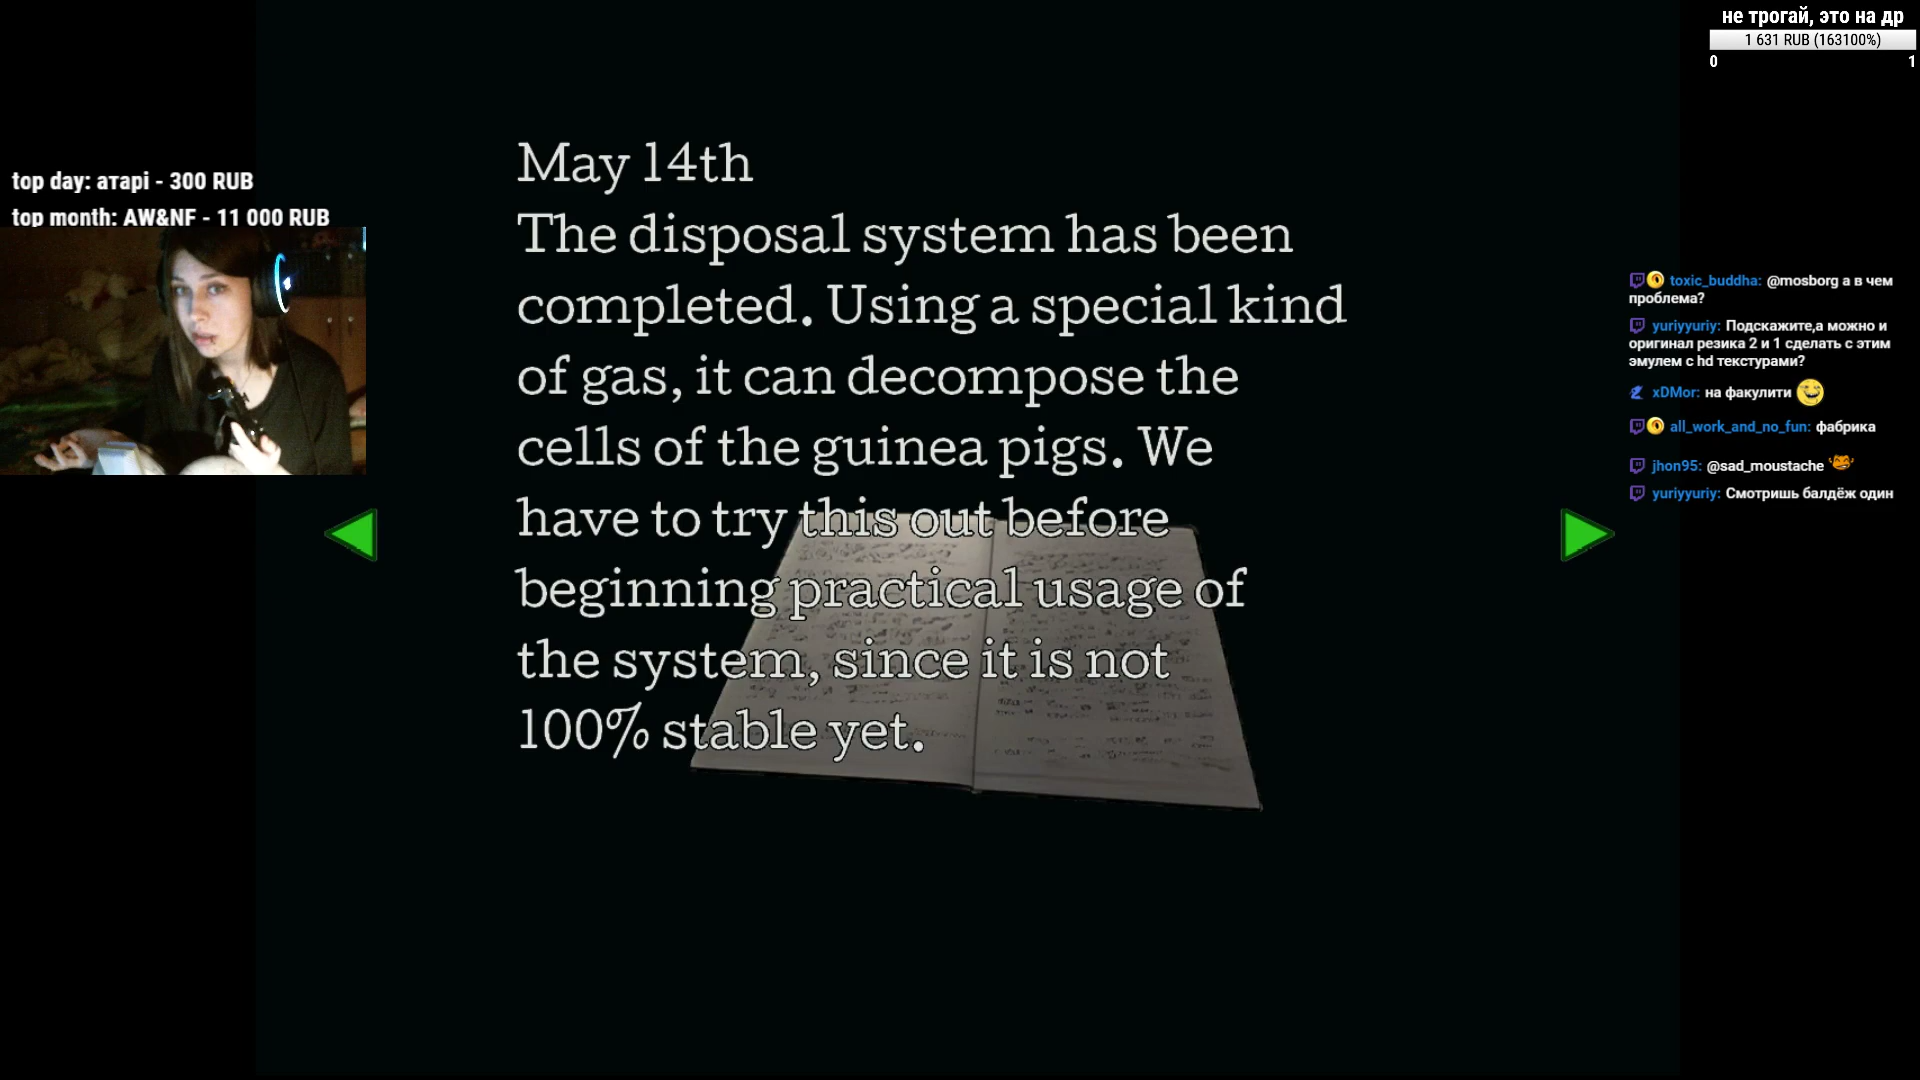 не трогай, это на др
1 631 RUB (163100%)
0 1
top day: атарі - 300 RUB
top month: AW&NF - 11 000 RUB
May 14th
The disposal system has been
completed. Using a special kind
of gas, it can decompose the
cells of the guinea pigs. We
have to try this out before
beginning practical usage of
the system, since it is not
100% stable yet.
toxic_buddha: @mosborg а в чем
проблема?
yuriyyuriy: Подскажите,а можно и
оригинал резика 2 и 1 сделать с этим
эмулем с hd текстурами?
xDMor: на факулити
all_work_and_no_fun: фабрика
jhon95: @sad_moustache
yuriyyuriy: Смотришь балдёж один